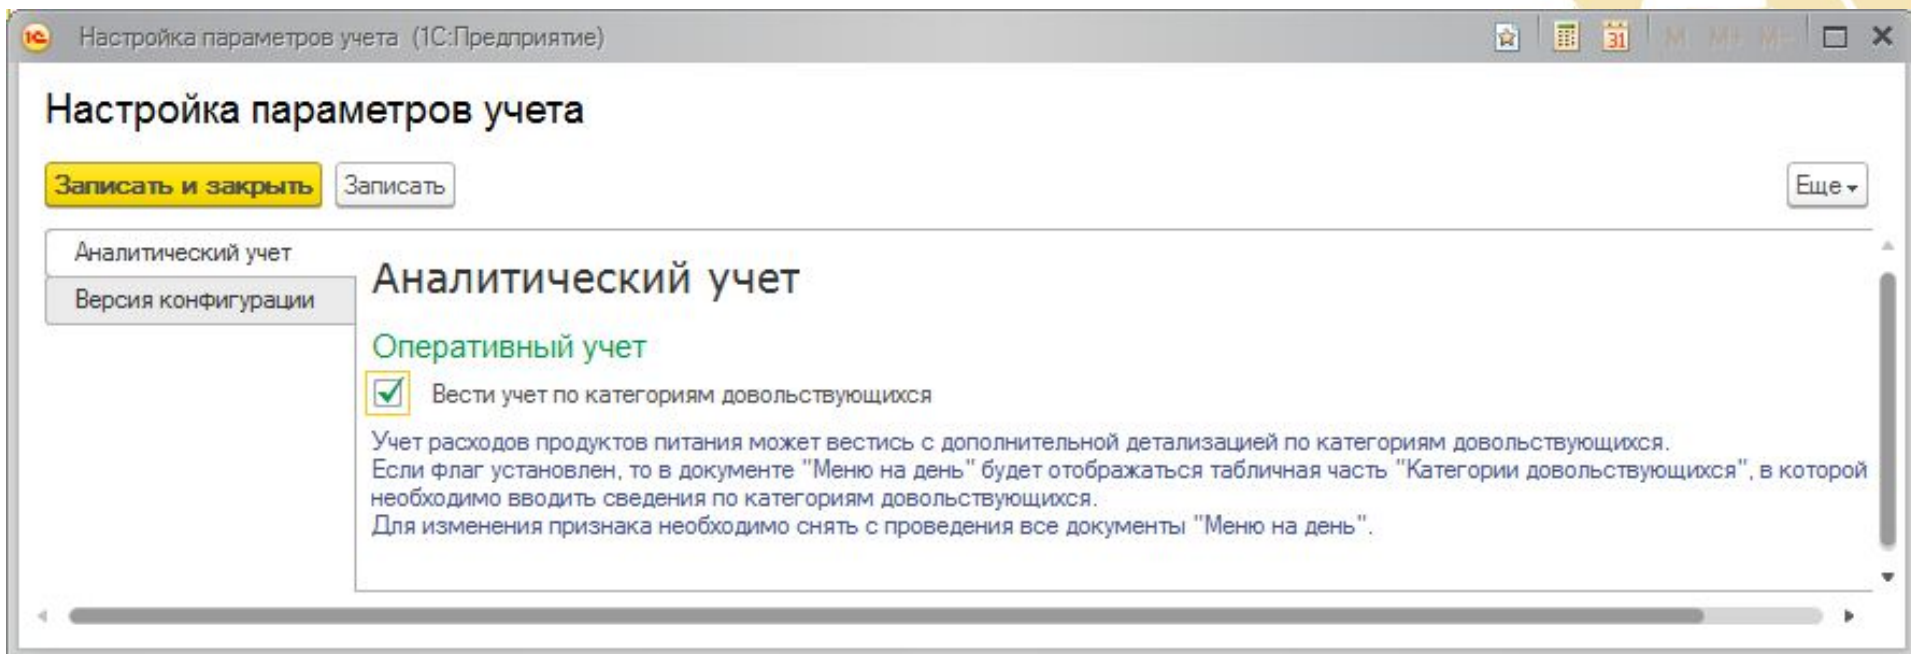 Настройка параметров учета (1С:Предприятие)
31 M M+ M-
Настройка параметров учета
Записать и закрыть Записать Еще
Аналитический учет
Версия конфигурации
Аналитический учет
Оперативный учет
Вести учет по категориям довольствующихся
Учет расходов продуктов питания может вестись с дополнительной детализацией по категориям довольствующихся.
Если флаг установлен, то в документе "Меню на день" будет отображаться табличная часть "Категории довольствующихся", в которой
необходимо вводить сведения по категориям довольствующихся.
Для изменения признака необходимо снять с проведения все документы "Меню на день".